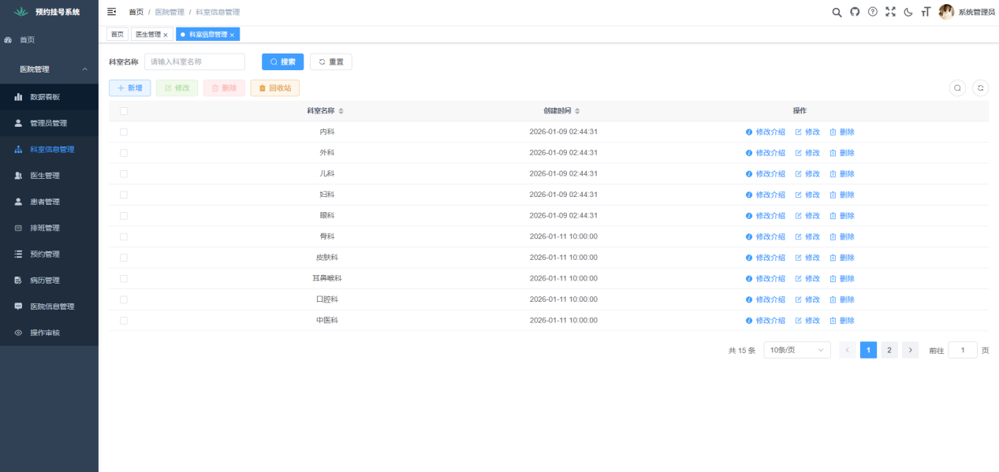 预约挂号系统
首页
医院管理
数据看板
管理员管理
科室信息管理
医生管理
患者管理
排班管理
预约管理
病历管理
医院信息管理
操作审核
首页 / 医院管理 / 科室信息管理
系统管理员
首页 医生管理 × 科室信息管理 ×
科室名称 请输入科室名称 搜索 重置
新增 修改 删除 回收站
科室名称 创建时间 操作
内科 2026-01-09 02:44:31 修改介绍 修改 删除
外科 2026-01-09 02:44:31 修改介绍 修改 删除
儿科 2026-01-09 02:44:31 修改介绍 修改 删除
妇科 2026-01-09 02:44:31 修改介绍 修改 删除
眼科 2026-01-09 02:44:31 修改介绍 修改 删除
骨科 2026-01-11 10:00:00 修改介绍 修改 删除
皮肤科 2026-01-11 10:00:00 修改介绍 修改 删除
耳鼻喉科 2026-01-11 10:00:00 修改介绍 修改 删除
口腔科 2026-01-11 10:00:00 修改介绍 修改 删除
中医科 2026-01-11 10:00:00 修改介绍 修改 删除
共 15 条 10条/页 < 1 2 > 前往 1 页